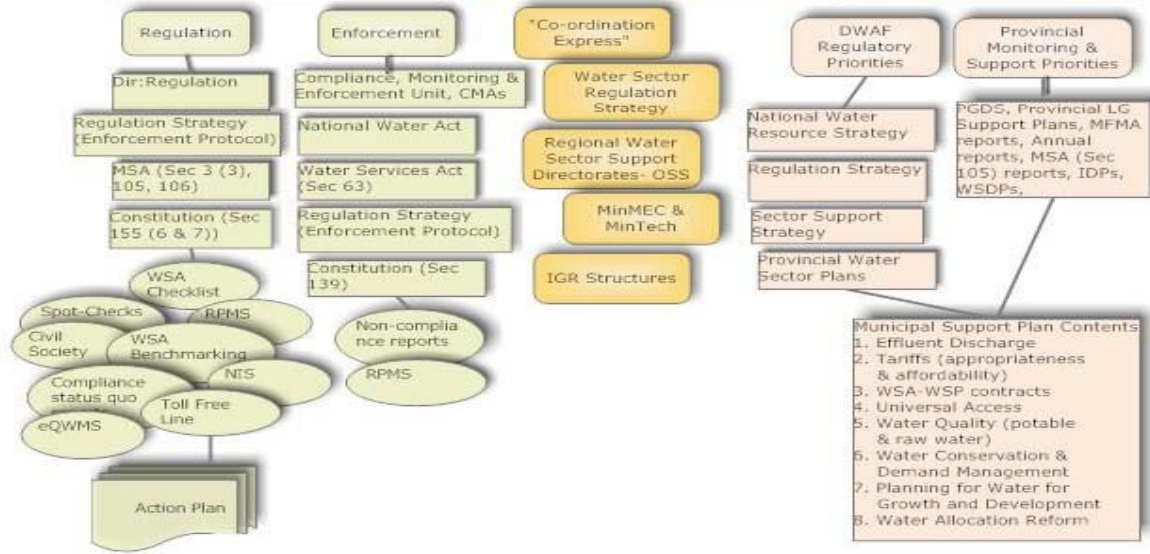 Regulation
Dir:Regulation
Regulation Strategy
(Enforcement Protocol)
MSA (Sec 3 (3),
105, 106)
Constitution (Sec
155 (6 & 7))
WSA
Checklist
Spot-Checks
RPMS
Civil
Society
WSA
Benchmarking
NIS
Compliance
status quo
Toll Free
Line
eQWMS
Action Plan
Enforcement
Compliance, Monitoring &
Enforcement Unit, CMAs
National Water Act
Water Services Act
(Sec 63)
Regulation Strategy
(Enforcement Protocol)
Constitution (Sec
139)
Non-complia
nce reports
RPMS
"Co-ordination
Express"
Water Sector
Regulation
Strategy
Regional Water
Sector Support
Directorates- OSS
MinMEC &
MinTech
IGR Structures
DWAF
Regulatory
Priorities
National Water
Resource Strategy
Regulation Strategy
Sector Support
Strategy
Provincial Water
Sector Plans
Provincial
Monitoring &
Support Priorities
PGDS, Provincial LG
Support Plans, MFMA
reports, Annual
reports, MSA (Sec
105) reports, IDPs,
WSDPs,
Municipal Support Plan Contents
1. Effluent Discharge
2. Tariffs (appropriateness
& affordability)
3. WSA-WSP contracts
4. Universal Access
5. Water Quality (potable
& raw water)
6. Water Conservation &
Demand Management
7. Planning for Water for
Growth and Development
8. Water Allocation Reform